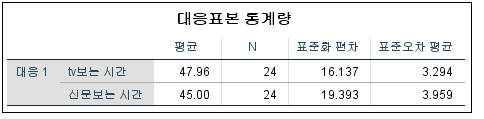 대응표본 통계량
평균 N 표준화 편차 표준오차 평균
대응 1 tv보는 시간 47.96 24 16.137 3.294
신문보는 시간 45.00 24 19.393 3.959